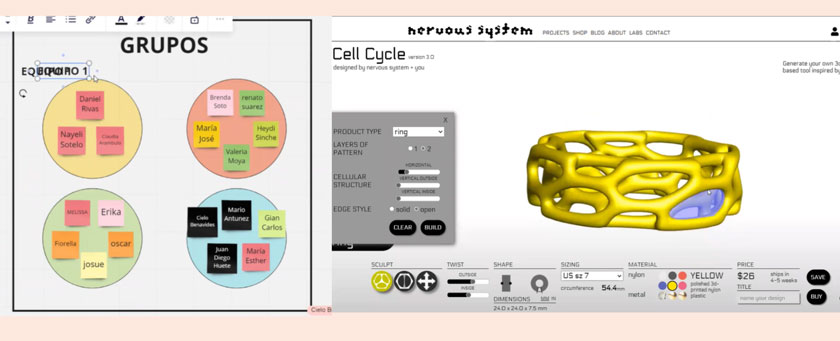 GRUPOS
EQUIPO 1
Daniel
Rivas
Nayeli
Sotelo
Claudia
Brenda
Soto
renato
suarez
María
José
Heydi
Sinche
Valeria
Moya
MELISSA
Erika
Fiorella
oscar
josue
Cielo
Benavides
Mario
Antunez
Gian
Carlos
Juan
Diego
Huete
María
Esther
Cielo B
nervous system
PROJECTS SHOP BLOG ABOUT LABS CONTACT
Cell Cycle version 3.0
designed by nervous system + you
Generate your own 3
based tool inspired b
X
PRODUCT TYPE ring
LAYERS OF
PATTERN
1 2
CELLULAR
STRUCTURE
HORIZONTAL
VERTICAL OUTSIDE
VERTICAL INSIDE
EDGE STYLE solid open
CLEAR BUILD
ring
SCULPT
TWIST
OUTSIDE
INSIDE
SHAPE
DIMENSIONS
24.0 x 24.0 x 7.5 mm
SIZING
US sz 7
circumference 54.4mm
MATERIAL
nylon
metal
YELLOW
polished 3d-
printed nylon
plastic
PRICE
$26 ships in
4-5 weeks
TITLE
name your design
SAVE
BUY